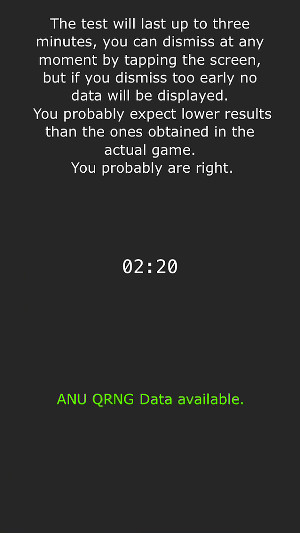 The test will last up to three
minutes, you can dismiss at any
moment by tapping the screen,
but if you dismiss too early no
data will be displayed.
You probably expect lower results
than the ones obtained in the
actual game.
You probably are right.
02:20
ANU QRNG Data available.